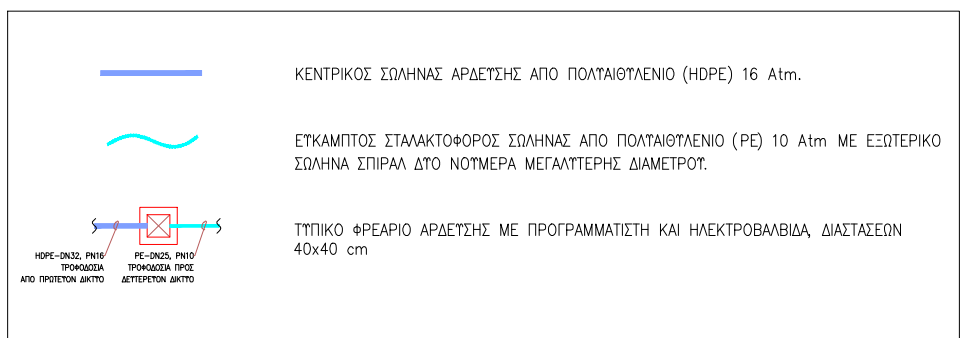 ΚΕΝΤΡΙΚΟΣ ΣΩΛΗΝΑΣ ΑΡΔΕΥΣΗΣ ΑΠΟ ΠΟΛΥΑΙΘΥΛΕΝΙΟ (HDPE) 16 Atm.
ΕΥΚΑΜΠΤΟΣ ΣΤΑΛΑΚΤΟΦΟΡΟΣ ΣΩΛΗΝΑΣ ΑΠΟ ΠΟΛΥΑΙΘΥΛΕΝΙΟ (PE) 10 Atm ΜΕ ΕΞΩΤΕΡΙΚΟ
ΣΩΛΗΝΑ ΣΠΙΡΑΛ ΔΥΟ ΝΟΥΜΕΡΑ ΜΕΓΑΛΥΤΕΡΗΣ ΔΙΑΜΕΤΡΟΥ.
ΤΥΠΙΚΟ ΦΡΕΑΡΙΟ ΑΡΔΕΥΣΗΣ ΜΕ ΠΡΟΓΡΑΜΜΑΤΙΣΤΗ ΚΑΙ ΗΛΕΚΤΡΟΒΑΛΒΙΔΑ, ΔΙΑΣΤΑΣΕΩΝ
40x40 cm
HDPE-DN32, PN16
ΤΡΟΦΟΔΟΣΙΑ
ΑΠΟ ΠΡΩΤΕΥΟΝ ΔΙΚΤΥΟ
PE-DN25, PN10
ΤΡΟΦΟΔΟΣΙΑ ΠΡΟΣ
ΔΕΥΤΕΡΕΥΟΝ ΔΙΚΤΥΟ